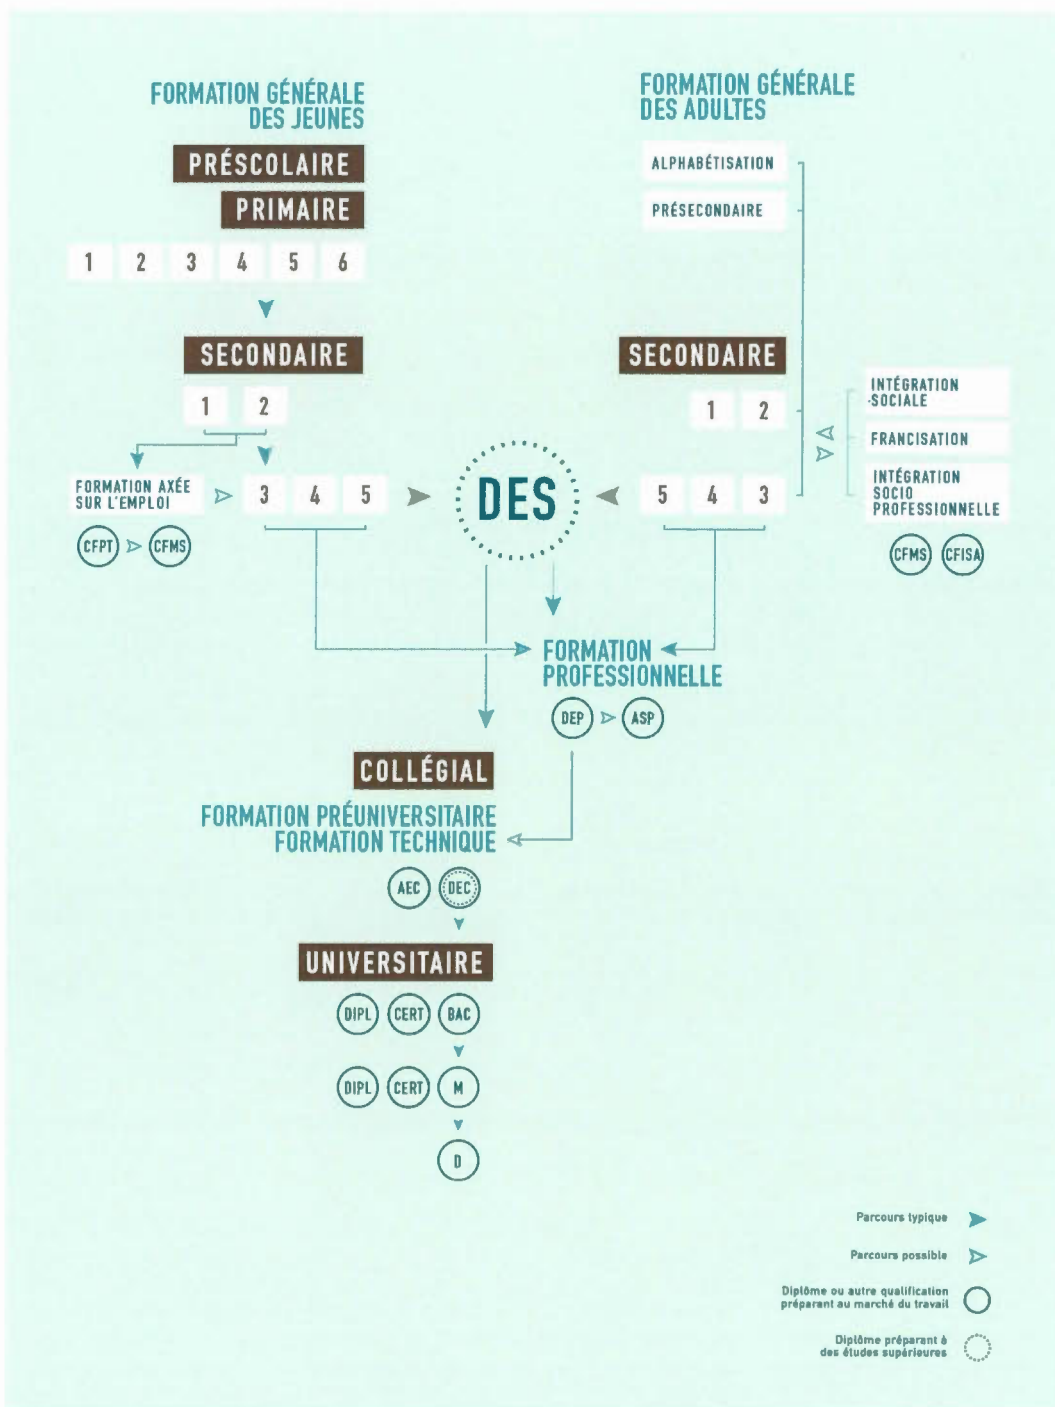 FORMATION GÉNÉRALE
DES JEUNES
PRÉSCOLAIRE
PRIMAIRE
1 2 3 4 5 6
SECONDAIRE
1 2
FORMATION AXÉE
SUR L'EMPLOI
3 4 5
CFPT CFMS
DES
FORMATION GÉNÉRALE
DES ADULTES
ALPHABÉTISATION
PRÉSECONDAIRE
SECONDAIRE
1 2
5 4 3
INTÉGRATION
SOCIALE
FRANCISATION
INTÉGRATION
SOCIO
PROFESSIONNELLE
CFMS CFISA
FORMATION
PROFESSIONNELLE
DEP ASP
COLLÉGIAL
FORMATION PRÉUNIVERSITAIRE
FORMATION TECHNIQUE
AEC DEC
UNIVERSITAIRE
DIPL CERT BAC
DIPL CERT M
D
Parcours typique
Parcours possible
Diplôme ou autre qualification
préparant au marché du travail
Diplôme préparant à
des études supérieures